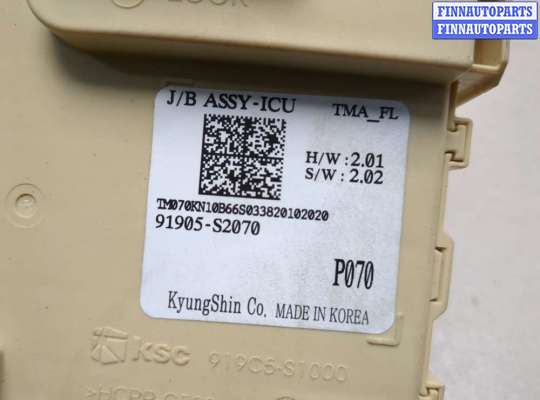 FINNAUTOPARTS
FINNAUTOPARTS
J/B ASSY-ICU
TMA_FL
H/W : 2.01
S/W : 2.02
TM070KN10B66S033820102020
91905-S2070
P070
KyungShin Co. MADE IN KOREA
KSC 919C5-S1000